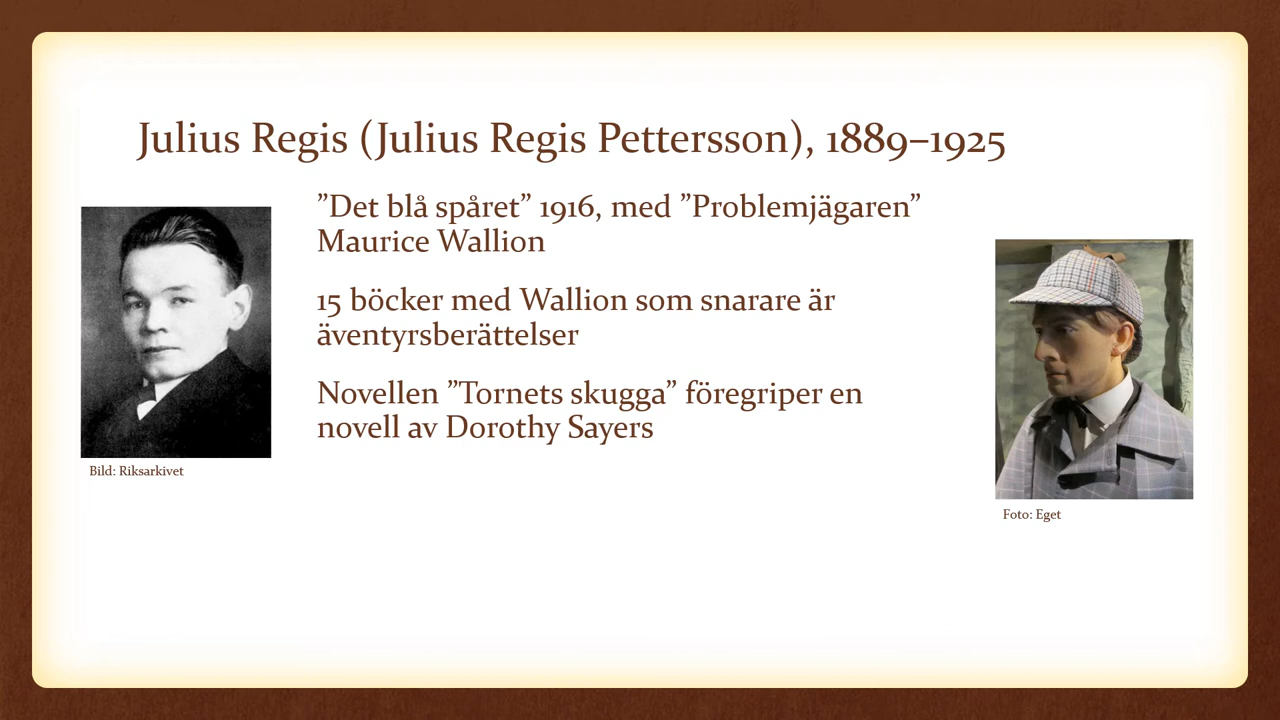 Julius Regis (Julius Regis Pettersson), 1889–1925
”Det blå spåret” 1916, med ”Problemjägaren”
Maurice Wallion
15 böcker med Wallion som snarare är
äventyrsberättelser
Novellen ”Tornets skugga” föregriper en
novell av Dorothy Sayers
Bild: Riksarkivet
Foto: Eget